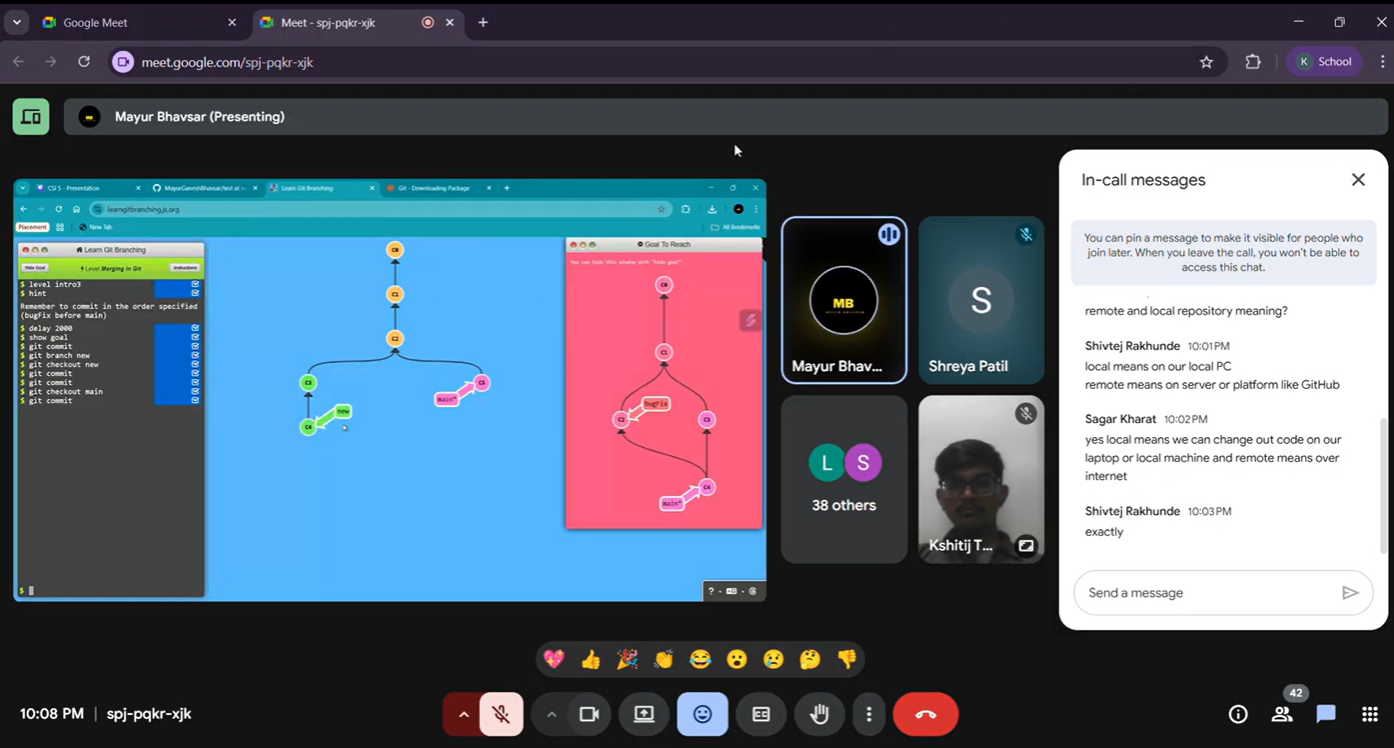 Google Meet
Meet - spj-pqkr-xjk
meet.google.com/spj-pqkr-xjk
K School
Mayur Bhavsar (Presenting)
CSI S - Presentation
MayurGaneshBhavsar/test at
Learn Git Branching
Git - Downloading Package
learngitbranching.js.org
Placement
New Tab
All Bookmarks
Learn Git Branching
Hide Goal
Level Merging in Git
Instructions
$ level intro3
$ hint
Remember to commit in the order specified
(bugFix before main)
$ delay 2000
$ show goal
$ git commit
$ git branch new
$ git checkout new
$ git commit
$ git commit
$ git checkout main
$ git commit
$
C0
C1
C2
C3
C5
main*
new
C4
Goal To Reach
You can hide this window with "hide goal"
C0
C1
bugFix
C2
C3
C4
main*
MB
Mayur Bhav...
S
Shreya Patil
L
S
38 others
Kshitij T...
In-call messages
You can pin a message to make it visible for people who
join later. When you leave the call, you won't be able to
access this chat.
remote and local repository meaning?
Shivtej Rakhunde 10:01 PM
local means on our local PC
remote means on server or platform like GitHub
Sagar Kharat 10:02 PM
yes local means we can change out code on our
laptop or local machine and remote means over
internet
Shivtej Rakhunde 10:03 PM
exactly
Send a message
10:08 PM | spj-pqkr-xjk
42